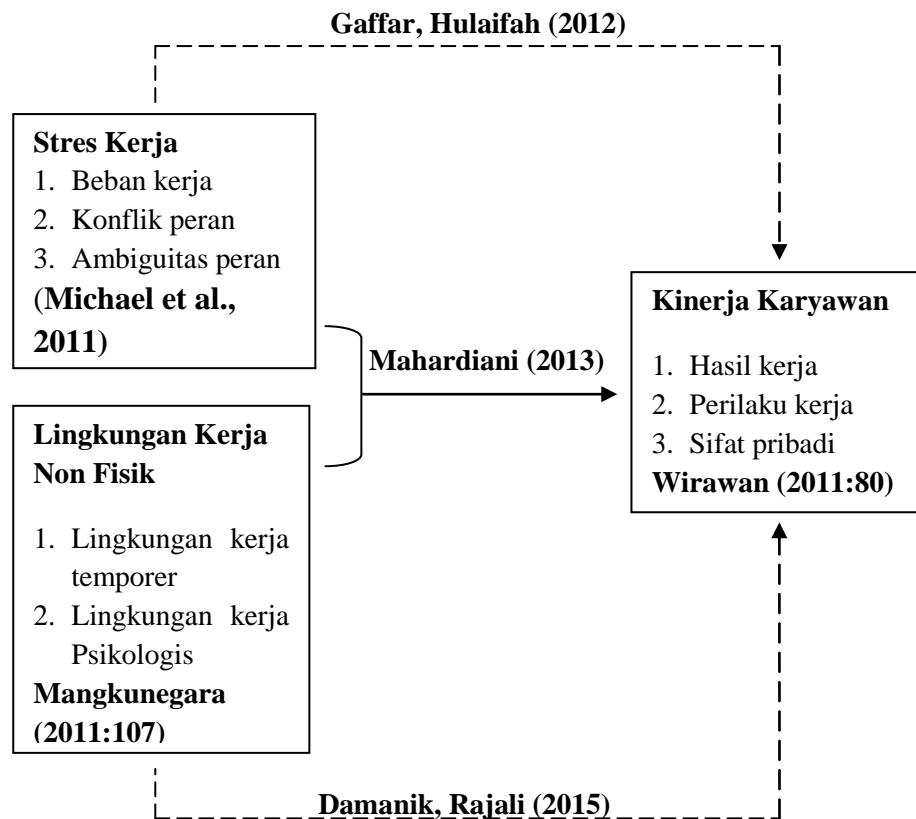 Gaffar, Hulaifah (2012)
Stres Kerja
1. Beban kerja
2. Konflik peran
3. Ambiguitas peran
(Michael et al.,
2011)
Mahardiani (2013)
Lingkungan Kerja
Non Fisik
1. Lingkungan kerja
temporer
2. Lingkungan kerja
Psikologis
Mangkunegara
(2011:107)
Kinerja Karyawan
1. Hasil kerja
2. Perilaku kerja
3. Sifat pribadi
Wirawan (2011:80)
Damanik, Rajali (2015)